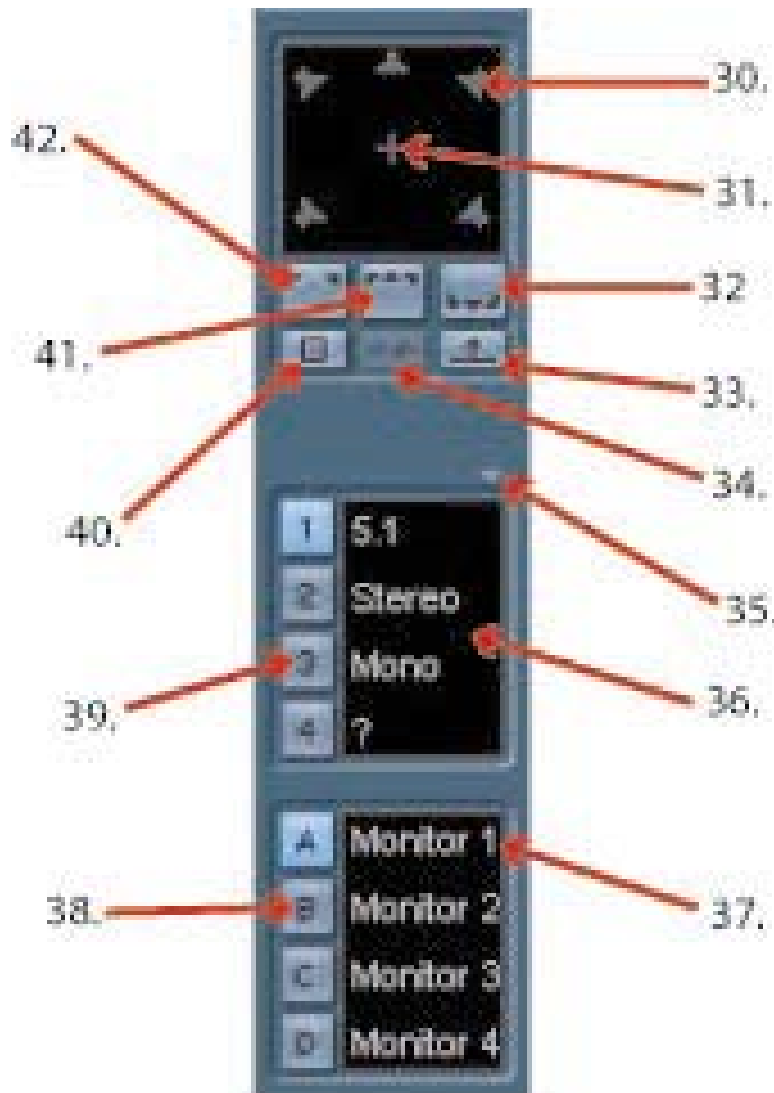 30.
42.
31.
32
41.
33.
34.
40.
1 5.1
35.
2 Stereo
39. 3 Mono
36.
4 ?
A Monitor 1
37.
38. B Monitor 2
C Monitor 3
D Monitor 4